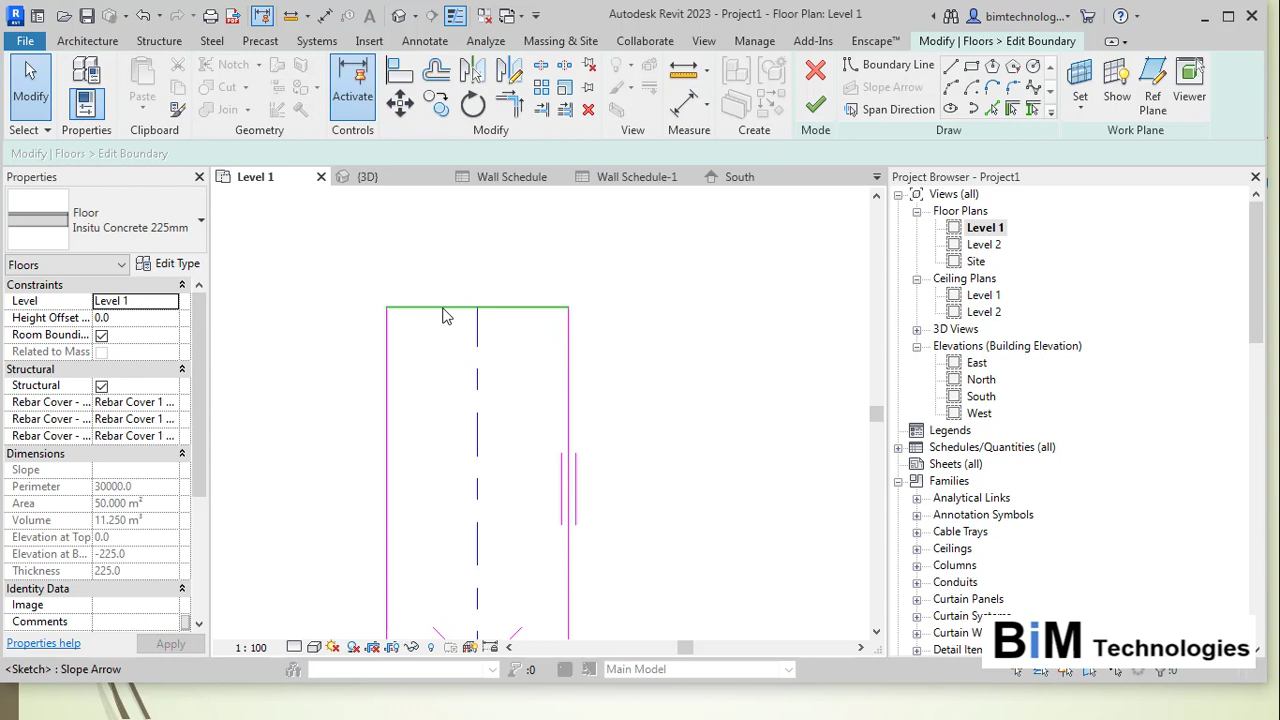 Autodesk Revit 2023 - Project1 - Floor Plan: Level 1
bimtechnolog...
File
Architecture
Structure
Steel
Precast
Systems
Insert
Annotate
Analyze
Massing & Site
Collaborate
View
Manage
Add-Ins
Enscape™
Modify | Floors > Edit Boundary
Modify
Paste
Notch
Cut
Join
Activate
Boundary Line
Slope Arrow
Span Direction
Set
Show
Ref
Plane
Viewer
Select
Properties
Clipboard
Geometry
Controls
Modify
View
Measure
Create
Mode
Draw
Work Plane
Modify | Floors > Edit Boundary
Properties
Floor
Insitu Concrete 225mm
Floors
Edit Type
Constraints
Level Level 1
Height Offset ... 0.0
Room Boundi...
Related to Mass
Structural
Structural
Rebar Cover - ... Rebar Cover 1 ...
Rebar Cover - ... Rebar Cover 1 ...
Rebar Cover - ... Rebar Cover 1 ...
Dimensions
Slope
Perimeter 30000.0
Area 50.000 m²
Volume 11.250 m³
Elevation at Top 0.0
Elevation at B... -225.0
Thickness 225.0
Identity Data
Image
Comments
Properties help
Apply
Level 1
{3D}
Wall Schedule
Wall Schedule-1
South
1 : 100
Project Browser - Project1
Views (all)
Floor Plans
Level 1
Level 2
Site
Ceiling Plans
Level 1
Level 2
3D Views
Elevations (Building Elevation)
East
North
South
West
Legends
Schedules/Quantities (all)
Sheets (all)
Families
Analytical Links
Annotation Symbols
Cable Trays
Ceilings
Columns
Conduits
Curtain Panels
Curtain Systems
Curtain W
Detail Iten
BiM Technologies
<Sketch> : Slope Arrow
:0
Main Model
:0